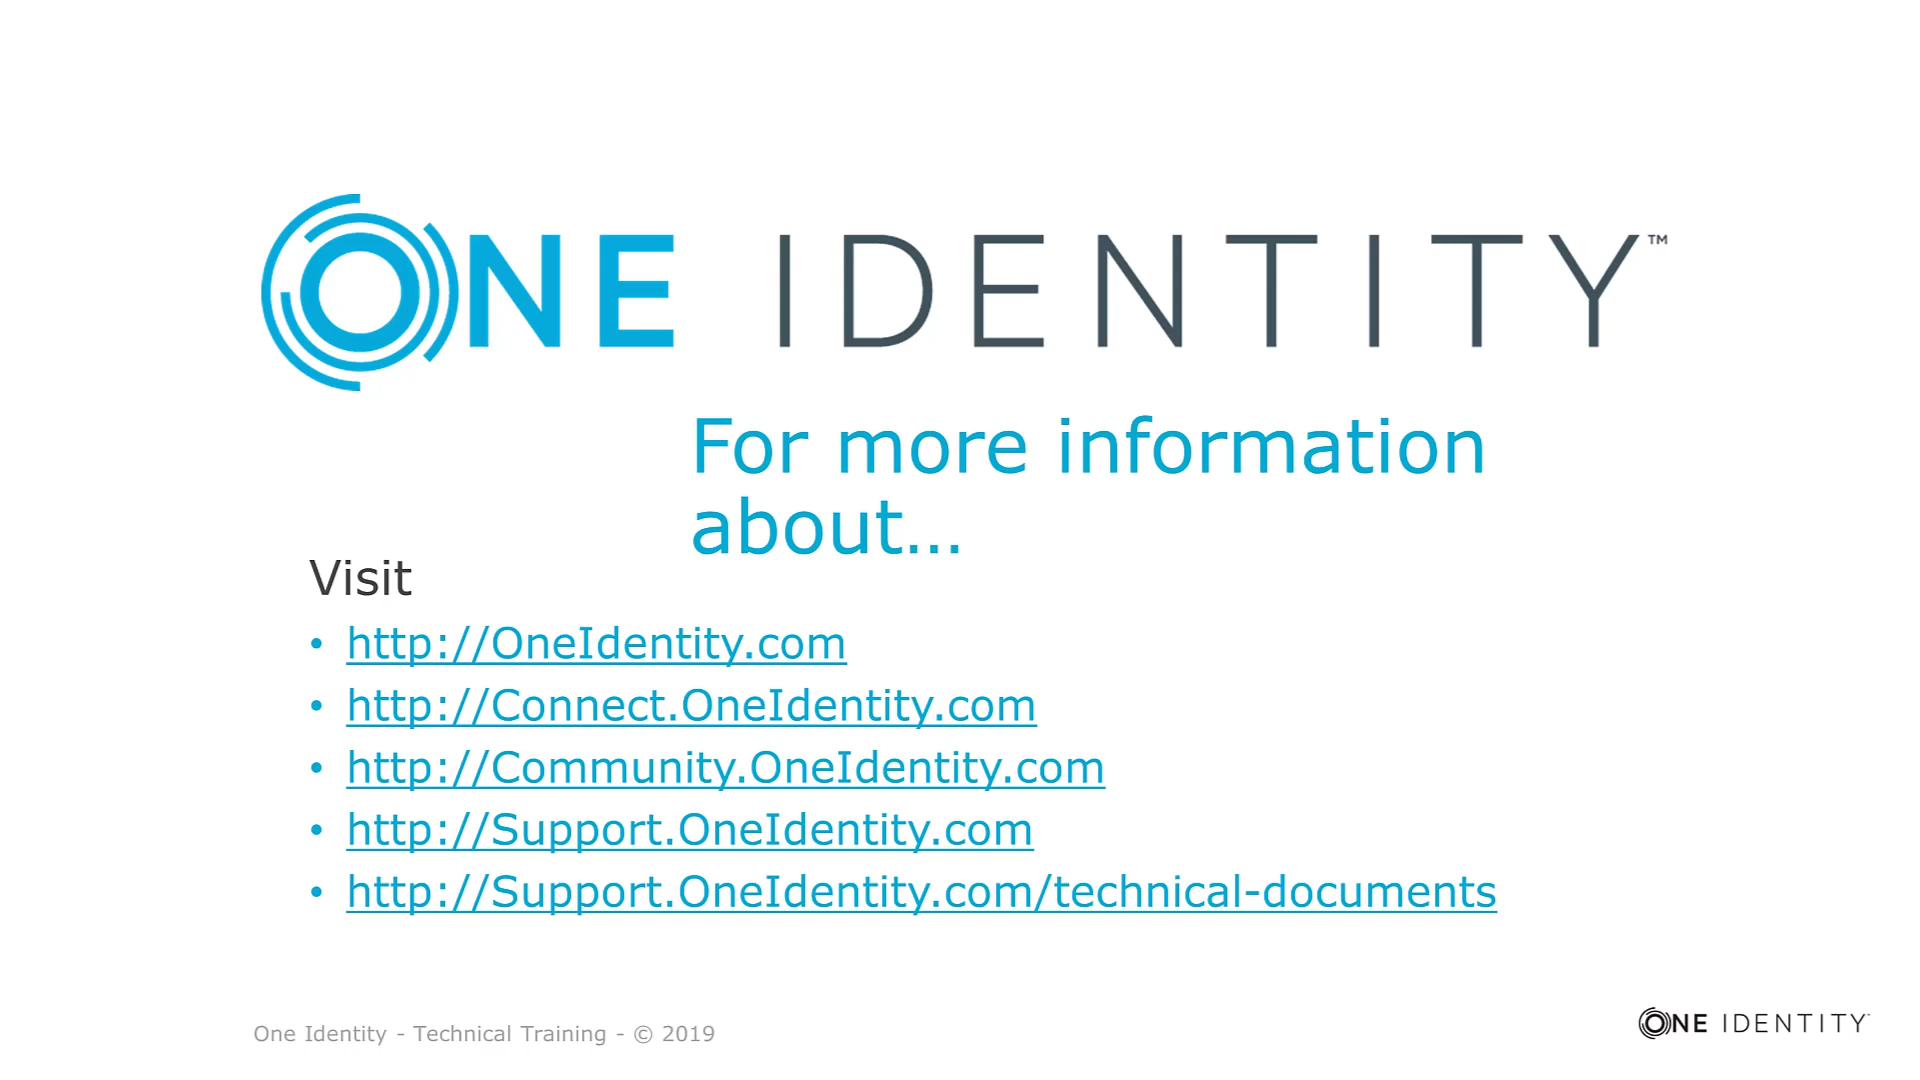 ONE IDENTITY™
For more information
about...
Visit
• http://OneIdentity.com
• http://Connect.OneIdentity.com
• http://Community.OneIdentity.com
• http://Support.OneIdentity.com
• http://Support.OneIdentity.com/technical-documents
One Identity - Technical Training - © 2019
ONE IDENTITY™